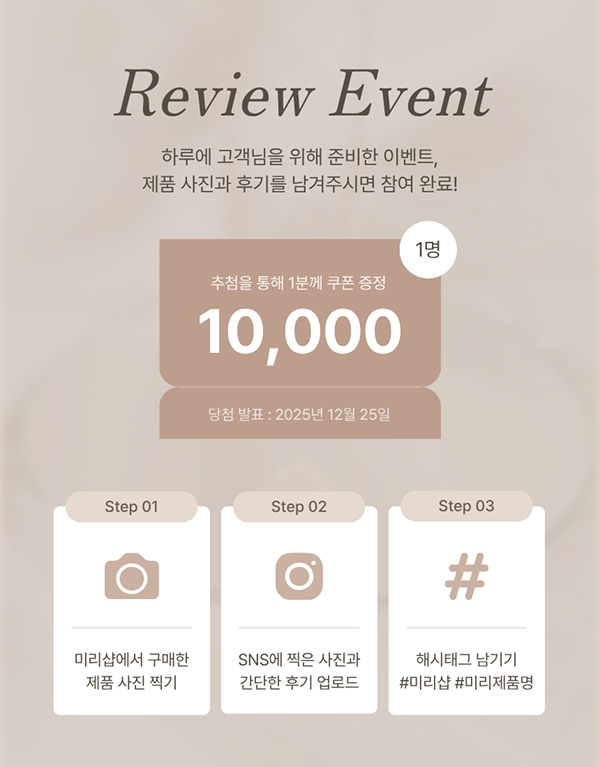 Review Event
하루에 고객님을 위해 준비한 이벤트,
제품 사진과 후기를 남겨주시면 참여 완료!
1명
추첨을 통해 1분께 쿠폰 증정
10,000
당첨 발표 : 2025년 12월 25일
Step 01
미리샵에서 구매한
제품 사진 찍기
Step 02
SNS에 찍은 사진과
간단한 후기 업로드
Step 03
#
해시태그 남기기
#미리샵 #미리제품명